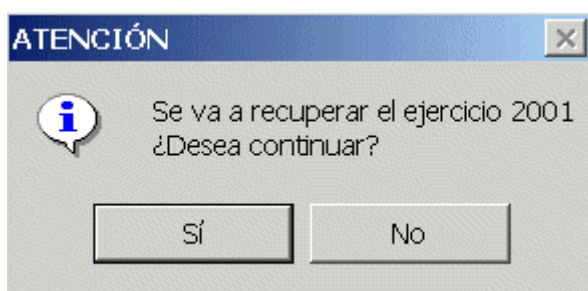 ATENCIÓN
Se va a recuperar el ejercicio 2001
¿Desea continuar?
Sí
No